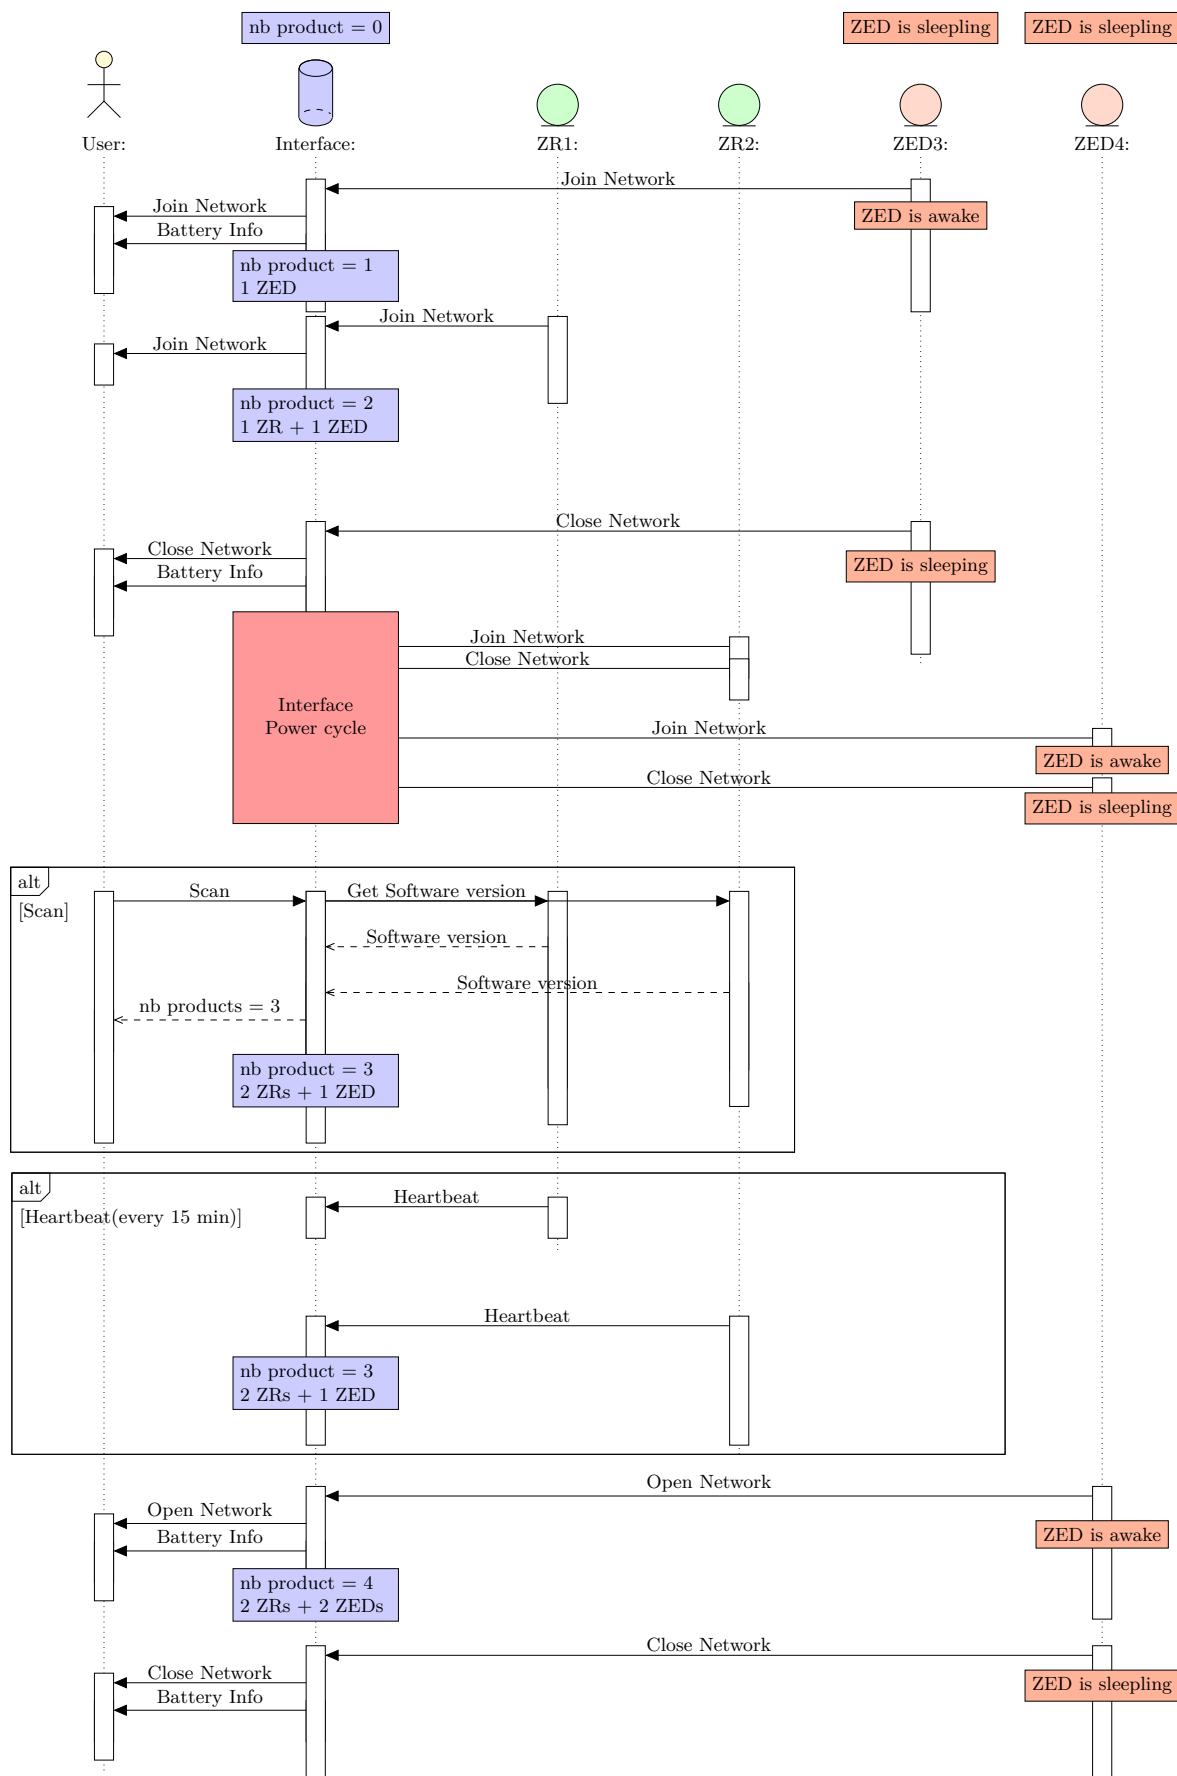 nb product = 0
ZED is sleepling
ZED is sleepling
User:
Interface:
ZR1:
ZR2:
ZED3:
ZED4:
Join Network
Join Network
ZED is awake
Battery Info
nb product = 1
1 ZED
Join Network
Join Network
nb product = 2
1 ZR + 1 ZED
Close Network
Close Network
ZED is sleeping
Battery Info
Join Network
Close Network
Interface
Power cycle
Join Network
ZED is awake
Close Network
ZED is sleepling
alt
[Scan]
Scan
Get Software version
Software version
Software version
nb products = 3
nb product = 3
2 ZRs + 1 ZED
alt
[Heartbeat(every 15 min)]
Heartbeat
Heartbeat
nb product = 3
2 ZRs + 1 ZED
Open Network
Open Network
ZED is awake
Battery Info
nb product = 4
2 ZRs + 2 ZEDs
Close Network
Close Network
ZED is sleepling
Battery Info